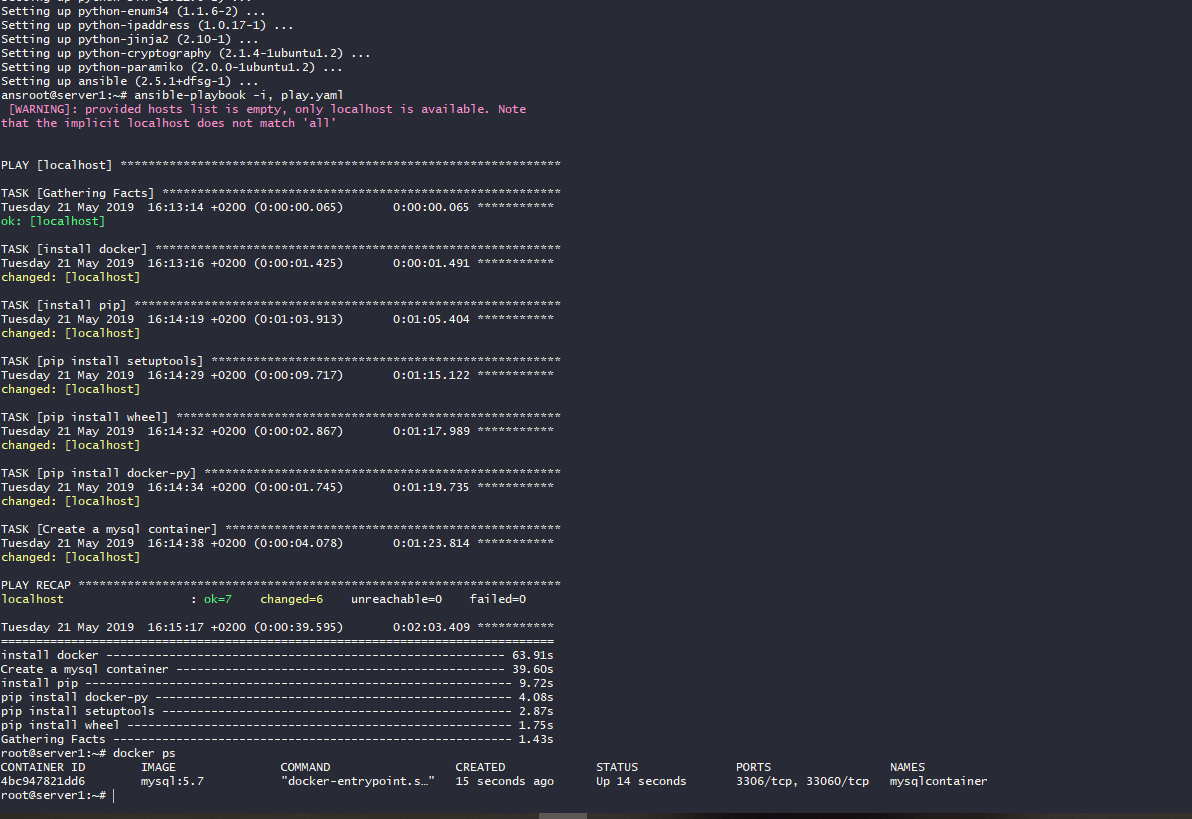 Setting up python-enum34 (1.1.6-2) ...
Setting up python-ipaddress (1.0.17-1) ...
Setting up python-jinja2 (2.10-1) ...
Setting up python-cryptography (2.1.4-1ubuntu1.2) ...
Setting up python-paramiko (2.0.0-1ubuntu1.2) ...
Setting up ansible (2.5.1+dfsg-1) ...
ansroot@server1:~# ansible-playbook -i, play.yaml
[WARNING]: provided hosts list is empty, only localhost is available. Note
that the implicit localhost does not match 'all'
PLAY [localhost] ***************************************************************
TASK [Gathering Facts] *********************************************************
Tuesday 21 May 2019  16:13:14 +0200 (0:00:00.065)       0:00:00.065 ***********
ok: [localhost]
TASK [install docker] **********************************************************
Tuesday 21 May 2019  16:13:16 +0200 (0:00:01.425)       0:00:01.491 ***********
changed: [localhost]
TASK [install pip] *************************************************************
Tuesday 21 May 2019  16:14:19 +0200 (0:01:03.913)       0:01:05.404 ***********
changed: [localhost]
TASK [pip install setuptools] **************************************************
Tuesday 21 May 2019  16:14:29 +0200 (0:00:09.717)       0:01:15.122 ***********
changed: [localhost]
TASK [pip install wheel] *******************************************************
Tuesday 21 May 2019  16:14:32 +0200 (0:00:02.867)       0:01:17.989 ***********
changed: [localhost]
TASK [pip install docker-py] ***************************************************
Tuesday 21 May 2019  16:14:34 +0200 (0:00:01.745)       0:01:19.735 ***********
changed: [localhost]
TASK [Create a mysql container] ************************************************
Tuesday 21 May 2019  16:14:38 +0200 (0:00:04.078)       0:01:23.814 ***********
changed: [localhost]
PLAY RECAP *********************************************************************
localhost                  : ok=7    changed=6    unreachable=0    failed=0
Tuesday 21 May 2019  16:15:17 +0200 (0:00:39.595)       0:02:03.409 ***********
===============================================================================
install docker --------------------------------------------------------- 63.91s
Create a mysql container ----------------------------------------------- 39.60s
install pip ------------------------------------------------------------- 9.72s
pip install docker-py --------------------------------------------------- 4.08s
pip install setuptools -------------------------------------------------- 2.87s
pip install wheel ------------------------------------------------------- 1.75s
Gathering Facts --------------------------------------------------------- 1.43s
root@server1:~# docker ps
CONTAINER ID        IMAGE               COMMAND                  CREATED             STATUS              PORTS                 NAMES
4bc947821dd6        mysql:5.7           "docker-entrypoint.s…"   15 seconds ago      Up 14 seconds       3306/tcp, 33060/tcp   mysqlcontainer
root@server1:~#